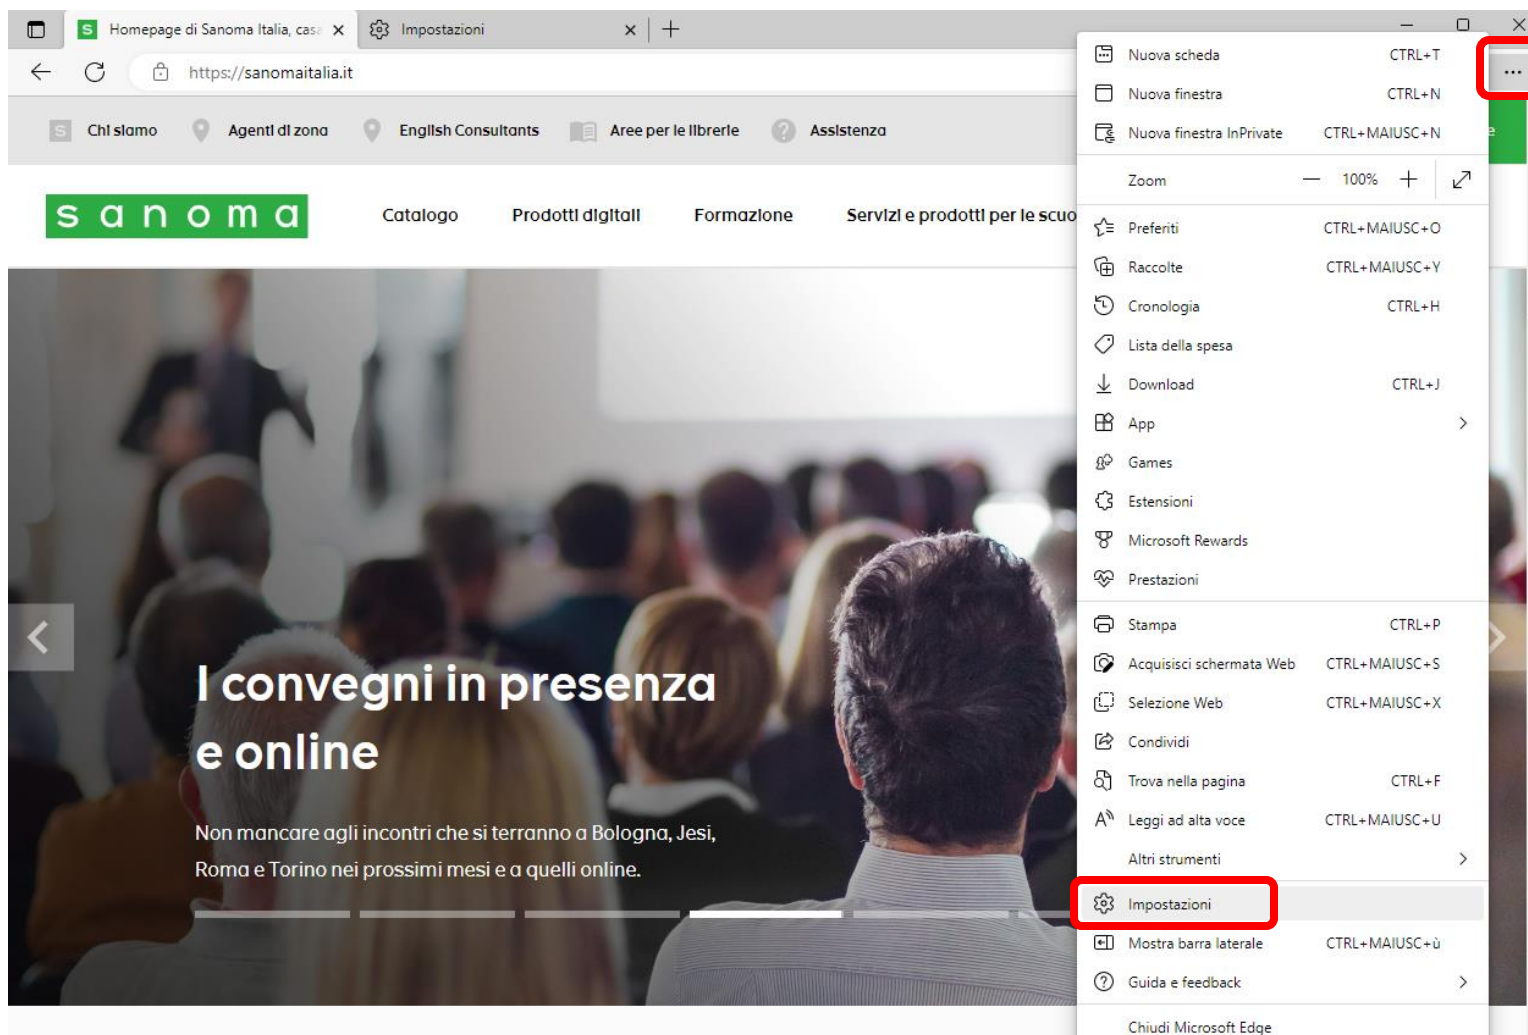 Homepage di Sanoma Italia, cas
Impostazioni
https://sanomaitalia.it
Chi siamo
Agenti di zona
English Consultants
Aree per le librerie
Assistenza
sanoma
Catalogo
Prodotti digitali
Formazione
Servizi e prodotti per le scuo
I convegni in presenza
e online
Non mancare agli incontri che si terranno a Bologna, Jesi,
Roma e Torino nei prossimi mesi e a quelli online.
Nuova scheda CTRL+T
Nuova finestra CTRL+N
Nuova finestra InPrivate CTRL+MAIUSC+N
Zoom — 100% +
Preferiti CTRL+MAIUSC+O
Raccolte CTRL+MAIUSC+Y
Cronologia CTRL+H
Lista della spesa
Download CTRL+J
App
Games
Estensioni
Microsoft Rewards
Prestazioni
Stampa CTRL+P
Acquisisci schermata Web CTRL+MAIUSC+S
Selezione Web CTRL+MAIUSC+X
Condividi
Trova nella pagina CTRL+F
Leggi ad alta voce CTRL+MAIUSC+U
Altri strumenti
Impostazioni
Mostra barra laterale CTRL+MAIUSC+ù
Guida e feedback
Chiudi Microsoft Edge